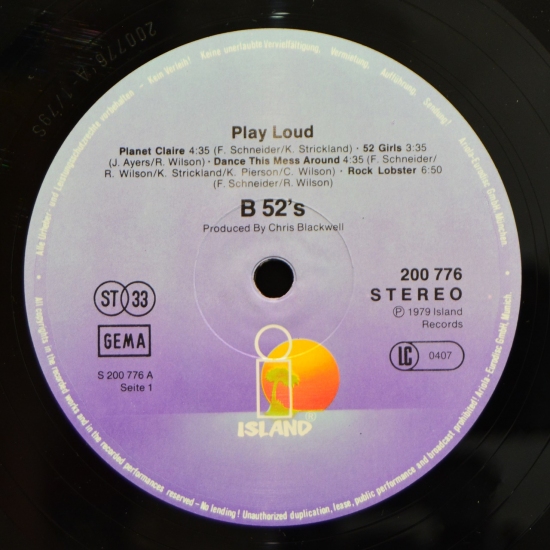 200776 A
Play Loud
Planet Claire 4:35 (F. Schneider/K. Strickland) · 52 Girls 3:35
(J. Ayers/R. Wilson) · Dance This Mess Around 4:35 (F. Schneider/
R. Wilson/K. Strickland/K. Pierson/C. Wilson) · Rock Lobster 6:50
(F. Schneider/R. Wilson)
B 52's
Produced By Chris Blackwell
200 776
STEREO
ST 33
℗ 1979 Island
Records
GEMA
LC 0407
S 200 776 A
Seite 1
ISLAND
Alle Urheber- und Leistungsschutzrechte vorbehalten - Kein Verleih! Keine unerlaubte Vervielfältigung, Vermietung, Aufführung, Sendung! Ariola-Eurodisc GmbH, München
All copyrights in the recorded works and in the recorded performances reserved - No lending! Unauthorized duplication, lease, public performance and broadcast prohibited! Ariola-Eurodisc GmbH, Munich